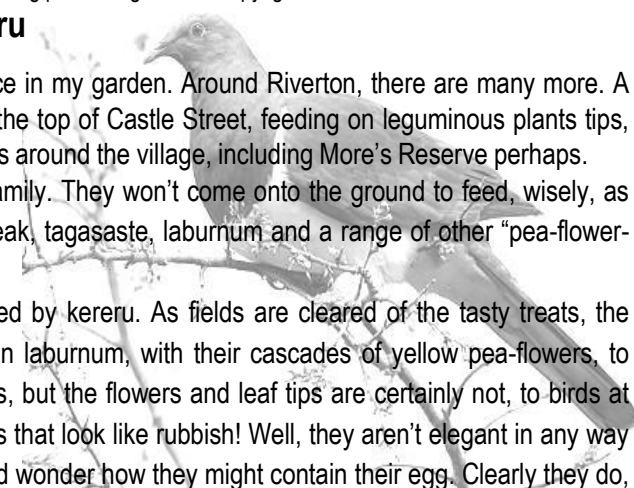 ru
ce in my garden. Around Riverton, there are many more. A
the top of Castle Street, feeding on leguminous plants tips,
s around the village, including More's Reserve perhaps.
amily. They won't come onto the ground to feed, wisely, as
eak, tagasaste, laburnum and a range of other “pea-flower-
ed by kereru. As fields are cleared of the tasty treats, the
n laburnum, with their cascades of yellow pea-flowers, to
s, but the flowers and leaf tips are certainly not, to birds at
s that look like rubbish! Well, they aren't elegant in any way
d wonder how they might contain their egg. Clearly they do,